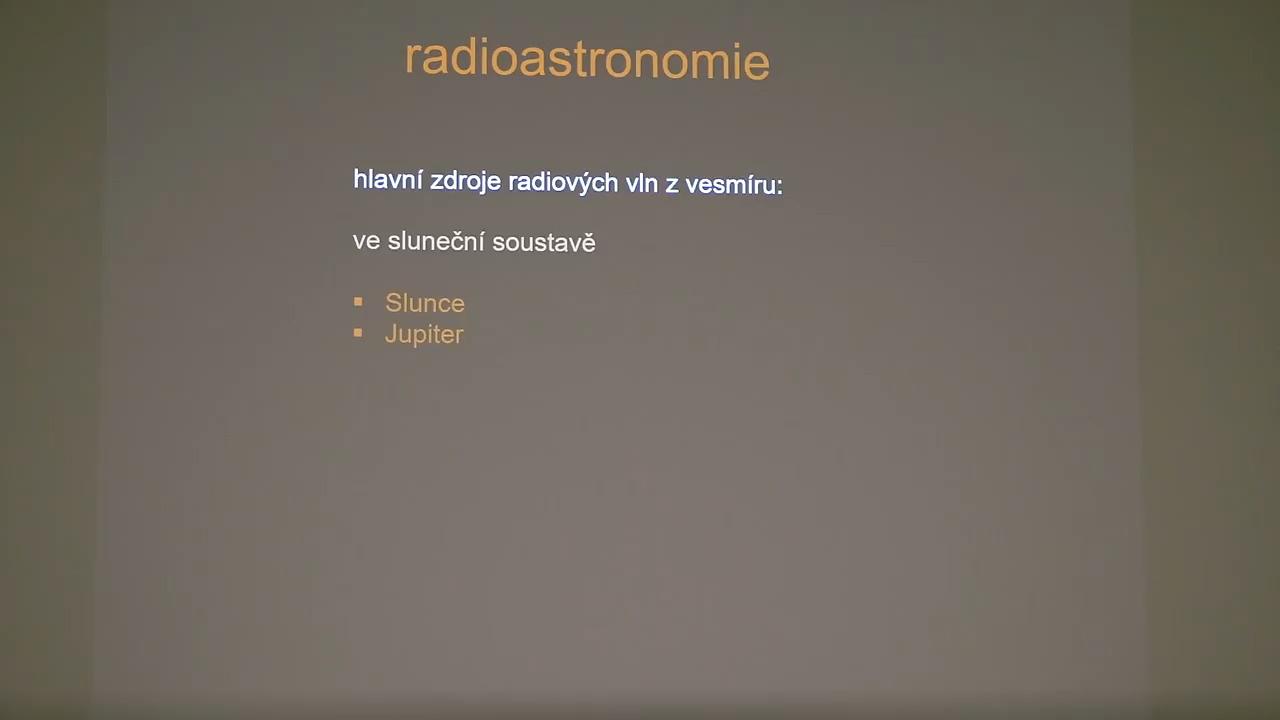 radioastronomie
hlavní zdroje radiových vln z vesmíru:
ve sluneční soustavě
▪ Slunce
▪ Jupiter